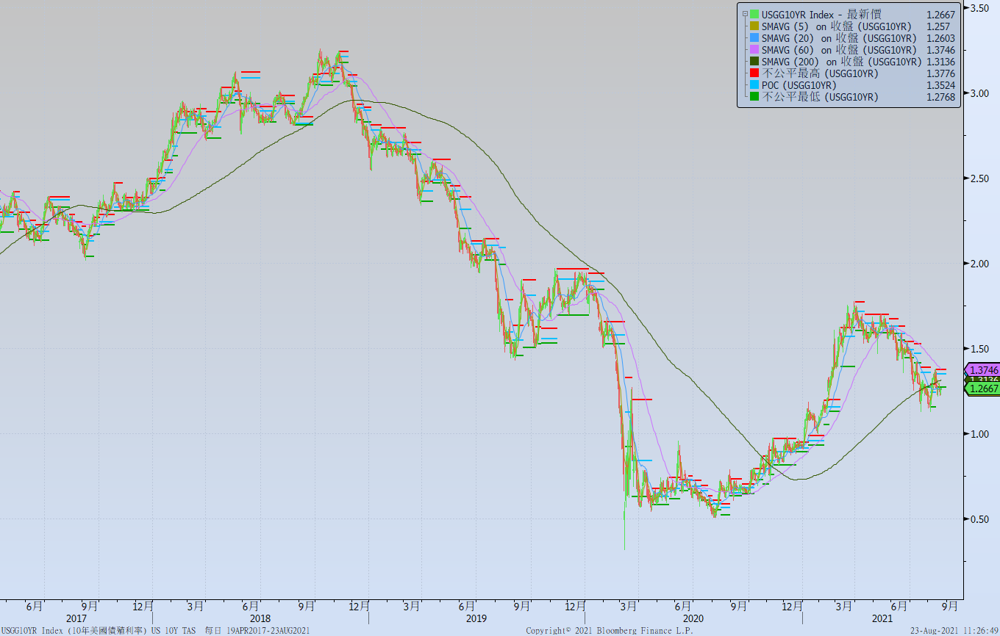 USGG10YR Index - 最新價 1.2667
SMAVG (5) on 收盤 (USGG10YR) 1.257
SMAVG (20) on 收盤 (USGG10YR) 1.2603
SMAVG (60) on 收盤 (USGG10YR) 1.3746
SMAVG (200) on 收盤 (USGG10YR) 1.3136
不公平最高 (USGG10YR) 1.3776
POC (USGG10YR) 1.3524
不公平最低 (USGG10YR) 1.2768
3.50
3.00
2.50
2.00
1.50
1.3746
1.3136
1.2667
1.00
0.50
6月 9月 12月 3月 6月 9月 12月 3月 6月 9月 12月 3月 6月 9月 12月 3月 6月 9月
2017 2018 2019 2020 2021
USGG10YR Index (10年美國債殖利率) US 10Y TAS 每日 19APR2017-23AUG2021 Copyright© 2021 Bloomberg Finance L.P. 23-Aug-2021 11:26:49